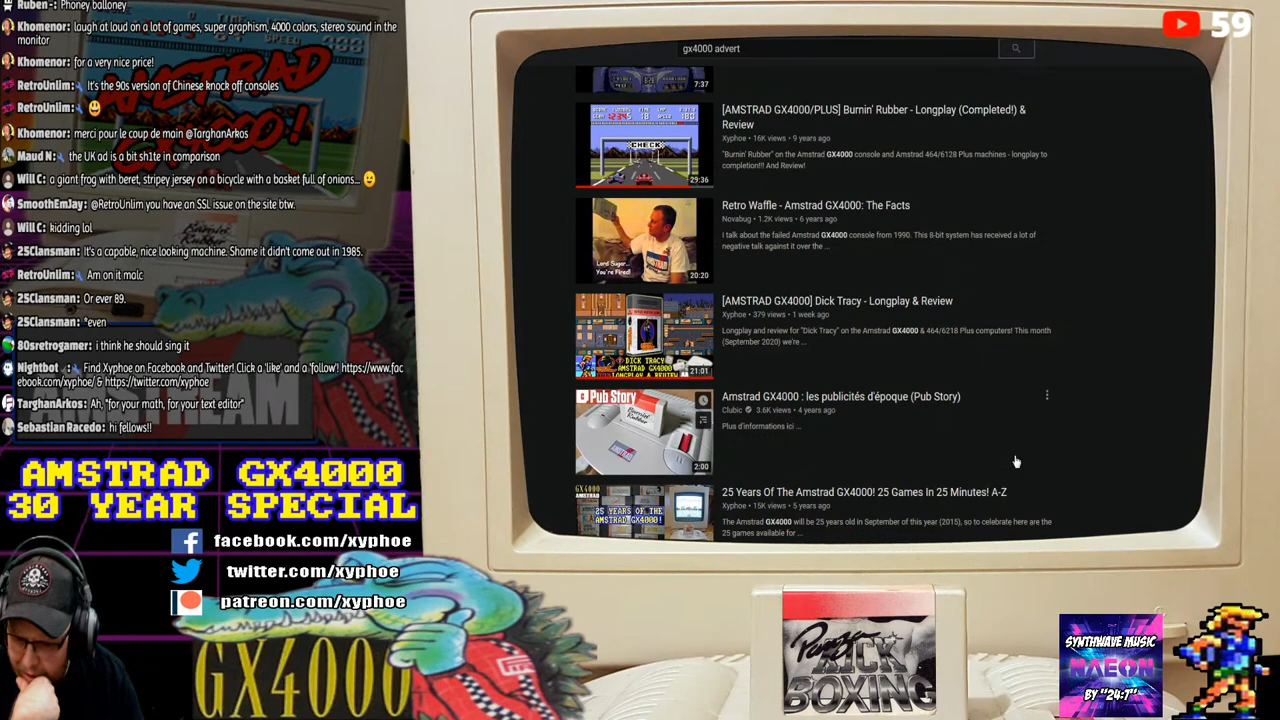 Ruben-: Phoney balloney
Khomenor: laugh at loud on a lot of games, super graphism, 4000 colors, stereo sound in the
monitor
Khomenor: for a very nice price!
RetroUnlim: It's the 90s version of Chinese knock off consoles
RetroUnlim:
Khomenor: merci pour le coup de main @TarghanArkos
Maud N: the UK ad is a bit sh1te in comparison
Will C: a giant frog with beret, stripey jersey on a bicycle with a basket full of onions...
SmoothEmJay: @RetroUnlim you have an SSL issue on the site btw.
Will C: kidding lol
25Clansman: It's a capable, nice looking machine. Shame it didn't come out in 1985.
RetroUnlim: Am on it malc
25Clansman: Or ever 89.
25Clansman: *even
80sretrogamer: i think he should sing it
Nightbot: Find Xyphoe on Facebook and Twitter! Click a 'like' and a 'follow'! https://www.fac
ebook.com/xyphoe/ & https://twitter.com/xyphoe
TarghanArkos: Ah, "for your math, for your text editor"
Sebastian Racedo: hi fellows!!
AMSTRAD GX4000
30 YEAR SPECIAL
facebook.com/xyphoe
twitter.com/xyphoe
patreon.com/xyphoe
GX4000
59
gx4000 advert
7:37
[AMSTRAD GX4000/PLUS] Burnin' Rubber - Longplay (Completed!) &
Review
Xyphoe • 16K views • 9 years ago
"Burnin' Rubber" on the Amstrad GX4000 console and Amstrad 464/6128 Plus machines - longplay to
completion!!! And Review!
CHECK
29:36
Retro Waffle - Amstrad GX4000: The Facts
Novabug • 1.2K views • 6 years ago
I talk about the failed Amstrad GX4000 console from 1990. This 8-bit system has received a lot of
negative talk against it over the ...
Lord Sugar...
You're Fired!
20:20
[AMSTRAD GX4000] Dick Tracy - Longplay & Review
Xyphoe • 379 views • 1 week ago
Longplay and review for "Dick Tracy" on the Amstrad GX4000 & 464/6218 Plus computers! This month
(September 2020) we're ...
DICK TRACY
AMSTRAD GX4000
LONGPLAY & REVIEW
21:01
Amstrad GX4000 : les publicités d'époque (Pub Story)
Clubic 3.6K views • 4 years ago
Plus d'informations ici ...
Pub Story
2:00
25 Years Of The Amstrad GX4000! 25 Games In 25 Minutes! A-Z
Xyphoe • 15K views • 5 years ago
The Amstrad GX4000 will be 25 years old in September of this year (2015), so to celebrate here are the
25 games available for ...
GX4000
AMSTRAD
25 YEARS OF THE
AMSTRAD GX4000!
KICK
BOXING
SYNTHWAVE MUSIC
NAEON
BY "24:7"